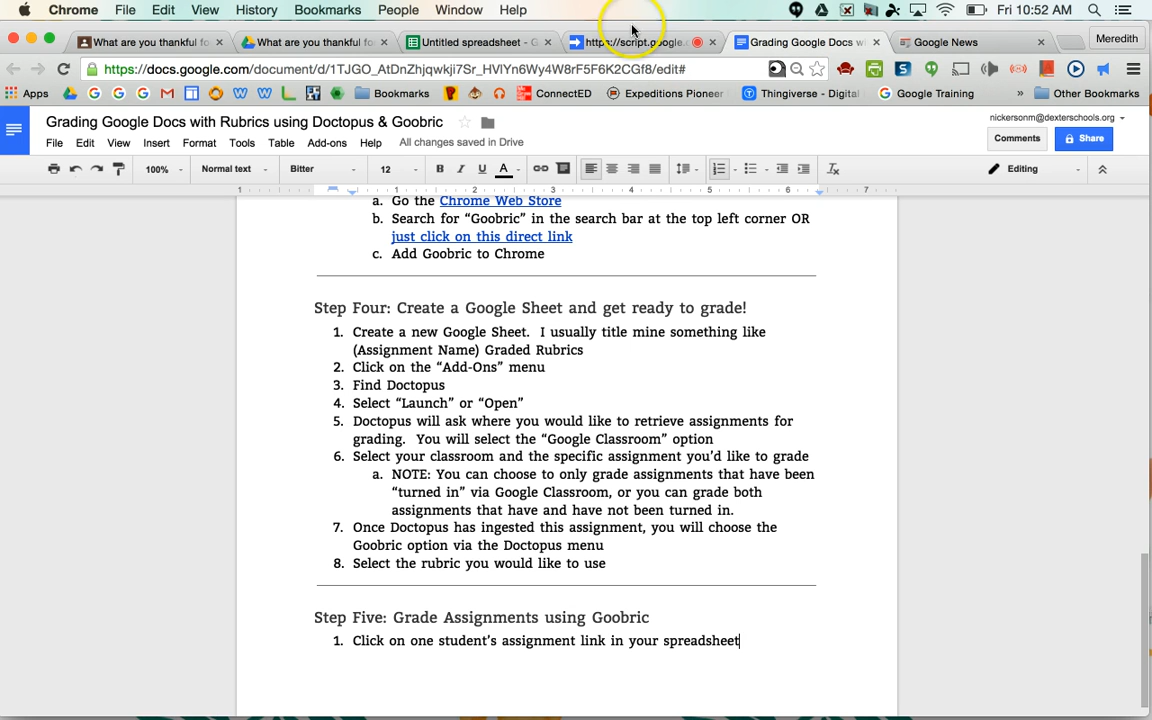 Chrome File Edit View History Bookmarks People Window Help Fri 10:52 AM
What are you thankful fo What are you thankful fo Untitled spreadsheet - G https://script.google.c Grading Google Docs wi Google News Meredith
https://docs.google.com/document/d/1TJGO_AtDnZhjqwkji7Sr_HVlYn6Wy4W8rF5F6K2CGf8/edit#
Apps Bookmarks ConnectED Expeditions Pioneer Thingiverse - Digital Google Training » Other Bookmarks
Grading Google Docs with Rubrics using Doctopus & Goobric
nickersonm@dexterschools.org
Comments Share
File Edit View Insert Format Tools Table Add-ons Help All changes saved in Drive
100% Normal text Bitter 12 B I U A Editing
1 1 2 3 4 5 6 7
a. Go the Chrome Web Store
b. Search for “Goobric” in the search bar at the top left corner OR
just click on this direct link
c. Add Goobric to Chrome
Step Four: Create a Google Sheet and get ready to grade!
1. Create a new Google Sheet. I usually title mine something like
(Assignment Name) Graded Rubrics
2. Click on the “Add-Ons” menu
3. Find Doctopus
4. Select “Launch” or “Open”
5. Doctopus will ask where you would like to retrieve assignments for
grading. You will select the “Google Classroom” option
6. Select your classroom and the specific assignment you’d like to grade
a. NOTE: You can choose to only grade assignments that have been
“turned in” via Google Classroom, or you can grade both
assignments that have and have not been turned in.
7. Once Doctopus has ingested this assignment, you will choose the
Goobric option via the Doctopus menu
8. Select the rubric you would like to use
Step Five: Grade Assignments using Goobric
1. Click on one student’s assignment link in your spreadsheet